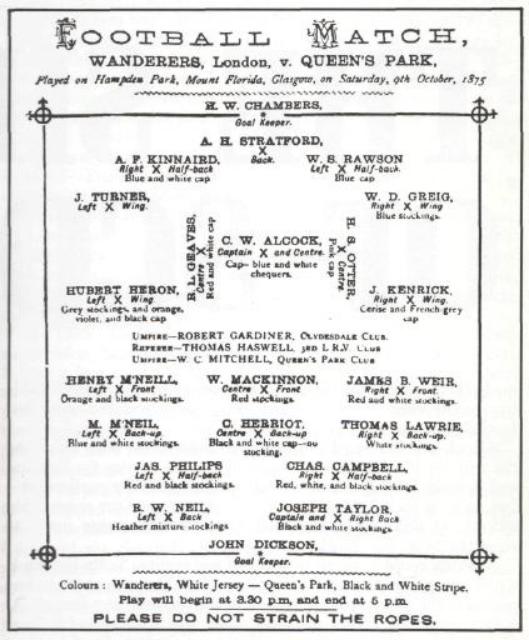 FOOTBALL MATCH,
WANDERERS, London, v. QUEEN'S PARK,
Played on Hampden Park, Mount Florida, Glasgow, on Saturday, 9th October, 1875
H. W. CHAMBERS,
Goal Keeper.
A. H. STRATFORD,
X
Back.
A. F. KINNAIRD,
Right X Half-back
Blue and white cap
W. S. RAWSON
Left X Half-back.
Blue cap
J. TURNER,
Left X Wing.
W. D. GREIG,
Right X Wing
Blue stockings.
R. L. GEAVES,
Centre X
Red and white cap
C. W. ALCOCK,
Captain X and Centre.
Cap— blue and white
chequers.
H. S. OTTER,
X Centre.
Pink cap
HUBERT HERON,
Left X Wing
Grey stockings, and orange,
violet, and black cap
J. KENRICK,
Right X Wing.
Cerise and French-grey
cap
UMPIRE—ROBERT GARDINER, CLYDESDALE CLUB.
REFEREE—THOMAS HASWELL, 3RD L.R.V CLUB
UMPIRE—W. C. MITCHELL, QUEEN'S PARK CLUB
HENRY M'NEILL,
Left X Front
Orange and black stockings.
W. MACKINNON,
Centre X Front
Red stockings.
JAMES B. WEIR,
Right X Front.
Red and white stockings.
M. M'NEIL,
Left X Back-up
Blue and white stockings.
C. HERRIOT,
Centre X Back-up
Black and white cap—no
stocking.
THOMAS LAWRIE,
Right X Back-up.
White stockings.
JAS. PHILIPS
Left X Half-back
Red and black stockings.
CHAS. CAMPBELL,
Right X Half-back
Red, white, and black stockings.
R. W. NEIL,
Left X Back
Heather mixture stockings
JOSEPH TAYLOR,
Captain and X Right Back
Black and white stockings.
JOHN DICKSON,
Goal Keeper.
Colours : Wanderers, White Jersey — Queen's Park, Black and White Stripe.
Play will begin at 3.30 p.m, and end at 5 p.m.
PLEASE DO NOT STRAIN THE ROPES.